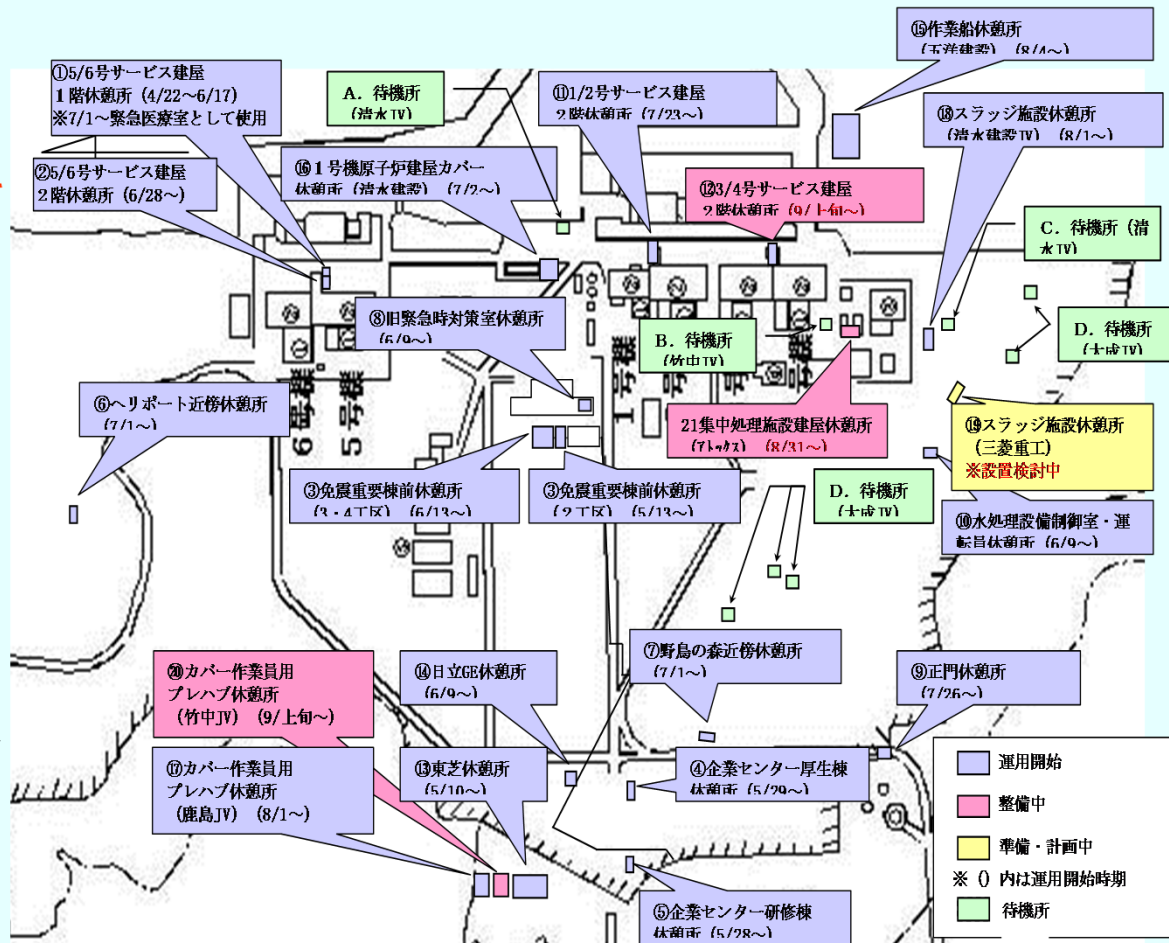 ⑮作業船休憩所
(五洋建設) (8/4～)
①5/6号サービス建屋
１階休憩所 (4/22～6/17)
※7/1～緊急医療室として使用
A．待機所
(清水JV)
⑪1/2号サービス建屋
２階休憩所 (7/23～)
⑱スラッジ施設休憩所
(清水建設JV) (8/1～)
②5/6号サービス建屋
２階休憩所 (6/28～)
⑯１号機原子炉建屋カバー
休憩所 (清水建設) (7/2～)
⑫3/4号サービス建屋
２階休憩所 (9/上旬～)
C．待機所 (清
水JV)
⑧旧緊急時対策室休憩所
(6/9～)
B．待機所
(竹中JV)
D．待機所
(大成JV)
6号機
5号機
1号機
⑥ヘリポート近傍休憩所
(7/1～)
21集中処理施設建屋休憩所
(アトックス) (8/31～)
⑲スラッジ施設休憩所
(三菱重工)
※設置検討中
③免震重要棟前休憩所
(3・4工区) (6/13～)
③免震重要棟前休憩所
(２工区) (5/13～)
D．待機所
(大成JV)
⑩水処理設備制御室・運
転員休憩所 (6/9～)
⑳カバー作業員用
プレハブ休憩所
(竹中JV) (9/上旬～)
⑭日立GE休憩所
(6/9～)
⑦野鳥の森近傍休憩所
(7/1～)
⑨正門休憩所
(7/26～)
⑰カバー作業員用
プレハブ休憩所
(鹿島JV) (8/1～)
⑬東芝休憩所
(5/10～)
④企業センター厚生棟
休憩所 (5/29～)
⑤企業センター研修棟
休憩所 (5/28～)
運用開始
整備中
準備・計画中
※ () 内は運用開始時期
待機所